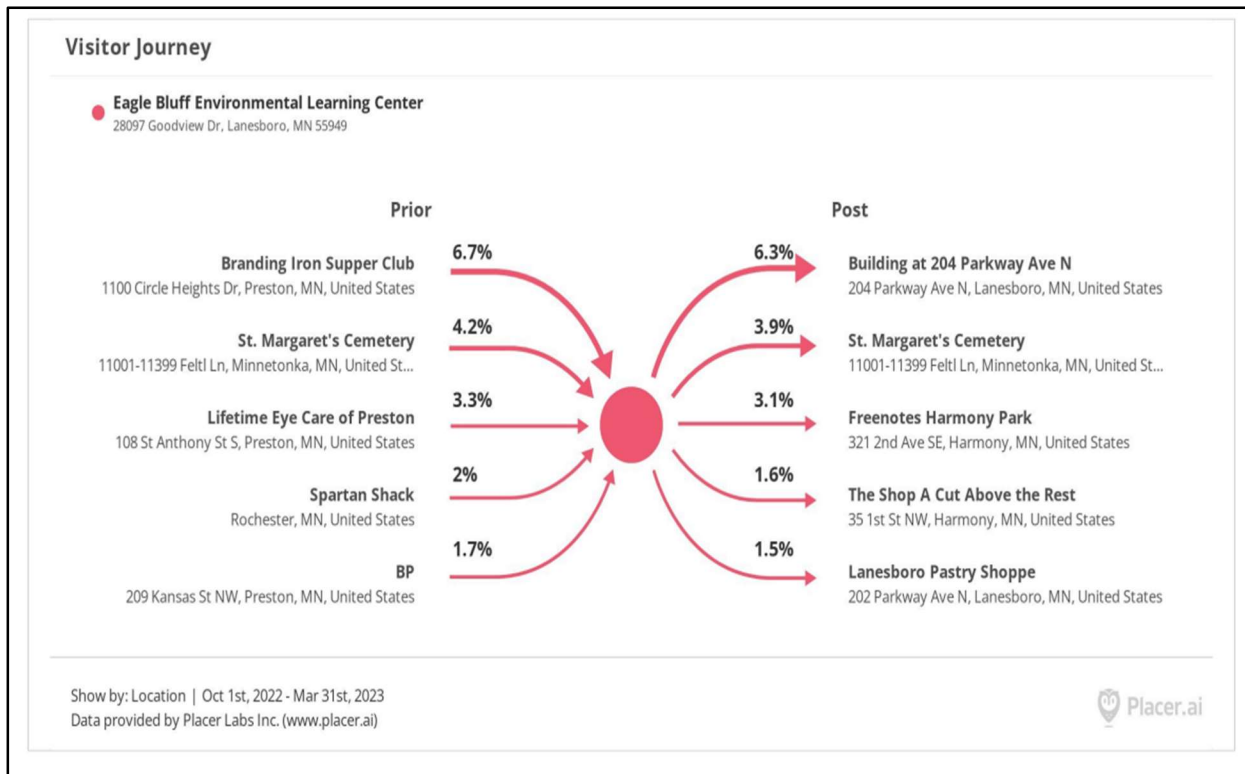 Visitor Journey
Eagle Bluff Environmental Learning Center
28097 Goodview Dr, Lanesboro, MN 55949
Prior
Branding Iron Supper Club
1100 Circle Heights Dr, Preston, MN, United States
6.7%
St. Margaret's Cemetery
11001-11399 Feltl Ln, Minnetonka, MN, United St...
4.2%
Lifetime Eye Care of Preston
108 St Anthony St S, Preston, MN, United States
3.3%
Spartan Shack
Rochester, MN, United States
2%
BP
209 Kansas St NW, Preston, MN, United States
1.7%
Post
6.3%
Building at 204 Parkway Ave N
204 Parkway Ave N, Lanesboro, MN, United States
3.9%
St. Margaret's Cemetery
11001-11399 Feltl Ln, Minnetonka, MN, United St...
3.1%
Freenotes Harmony Park
321 2nd Ave SE, Harmony, MN, United States
1.6%
The Shop A Cut Above the Rest
35 1st St NW, Harmony, MN, United States
1.5%
Lanesboro Pastry Shoppe
202 Parkway Ave N, Lanesboro, MN, United States
Show by: Location | Oct 1st, 2022 - Mar 31st, 2023
Data provided by Placer Labs Inc. (www.placer.ai)
Placer.ai